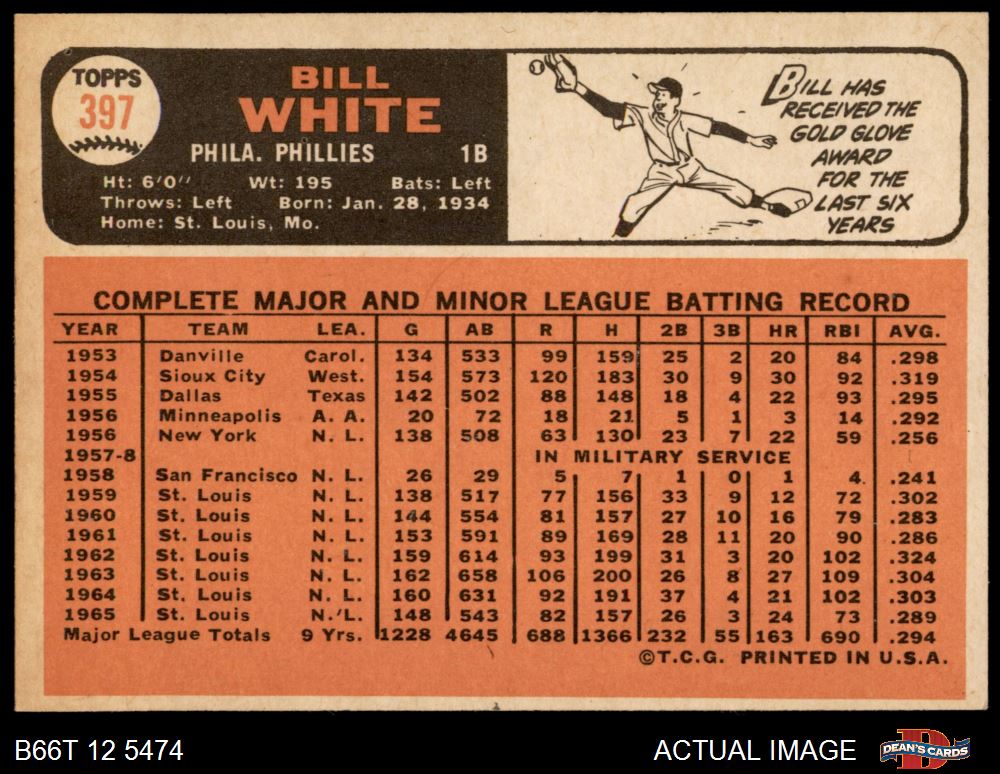 TOPPS
397
BILL
WHITE
PHILA. PHILLIES 1B
Ht: 6'0" Wt: 195 Bats: Left
Throws: Left Born: Jan. 28, 1934
Home: St. Louis, Mo.
BILL HAS
RECEIVED THE
GOLD GLOVE
AWARD
FOR THE
LAST SIX
YEARS
COMPLETE MAJOR AND MINOR LEAGUE BATTING RECORD
YEAR TEAM LEA. G AB R H 2B 3B HR RBI AVG.
1953 Danville Carol. 134 533 99 159 25 2 20 84 .298
1954 Sioux City West. 154 573 120 183 30 9 30 92 .319
1955 Dallas Texas 142 502 88 148 18 4 22 93 .295
1956 Minneapolis A. A. 20 72 18 21 5 1 3 14 .292
1956 New York N. L. 138 508 63 130 23 7 22 59 .256
1957-8 IN MILITARY SERVICE
1958 San Francisco N. L. 26 29 5 7 1 0 1 4 .241
1959 St. Louis N. L. 138 517 77 156 33 9 12 72 .302
1960 St. Louis N. L. 144 554 81 157 27 10 16 79 .283
1961 St. Louis N. L. 153 591 89 169 28 11 20 90 .286
1962 St. Louis N. L. 159 614 93 199 31 3 20 102 .324
1963 St. Louis N. L. 162 658 106 200 26 8 27 109 .304
1964 St. Louis N. L. 160 631 92 191 37 4 21 102 .303
1965 St. Louis N. L. 148 543 82 157 26 3 24 73 .289
Major League Totals 9 Yrs. 1228 4645 688 1366 232 55 163 690 .294
©T.C.G. PRINTED IN U.S.A.
B66T 12 5474 ACTUAL IMAGE DEAN'S CARDS